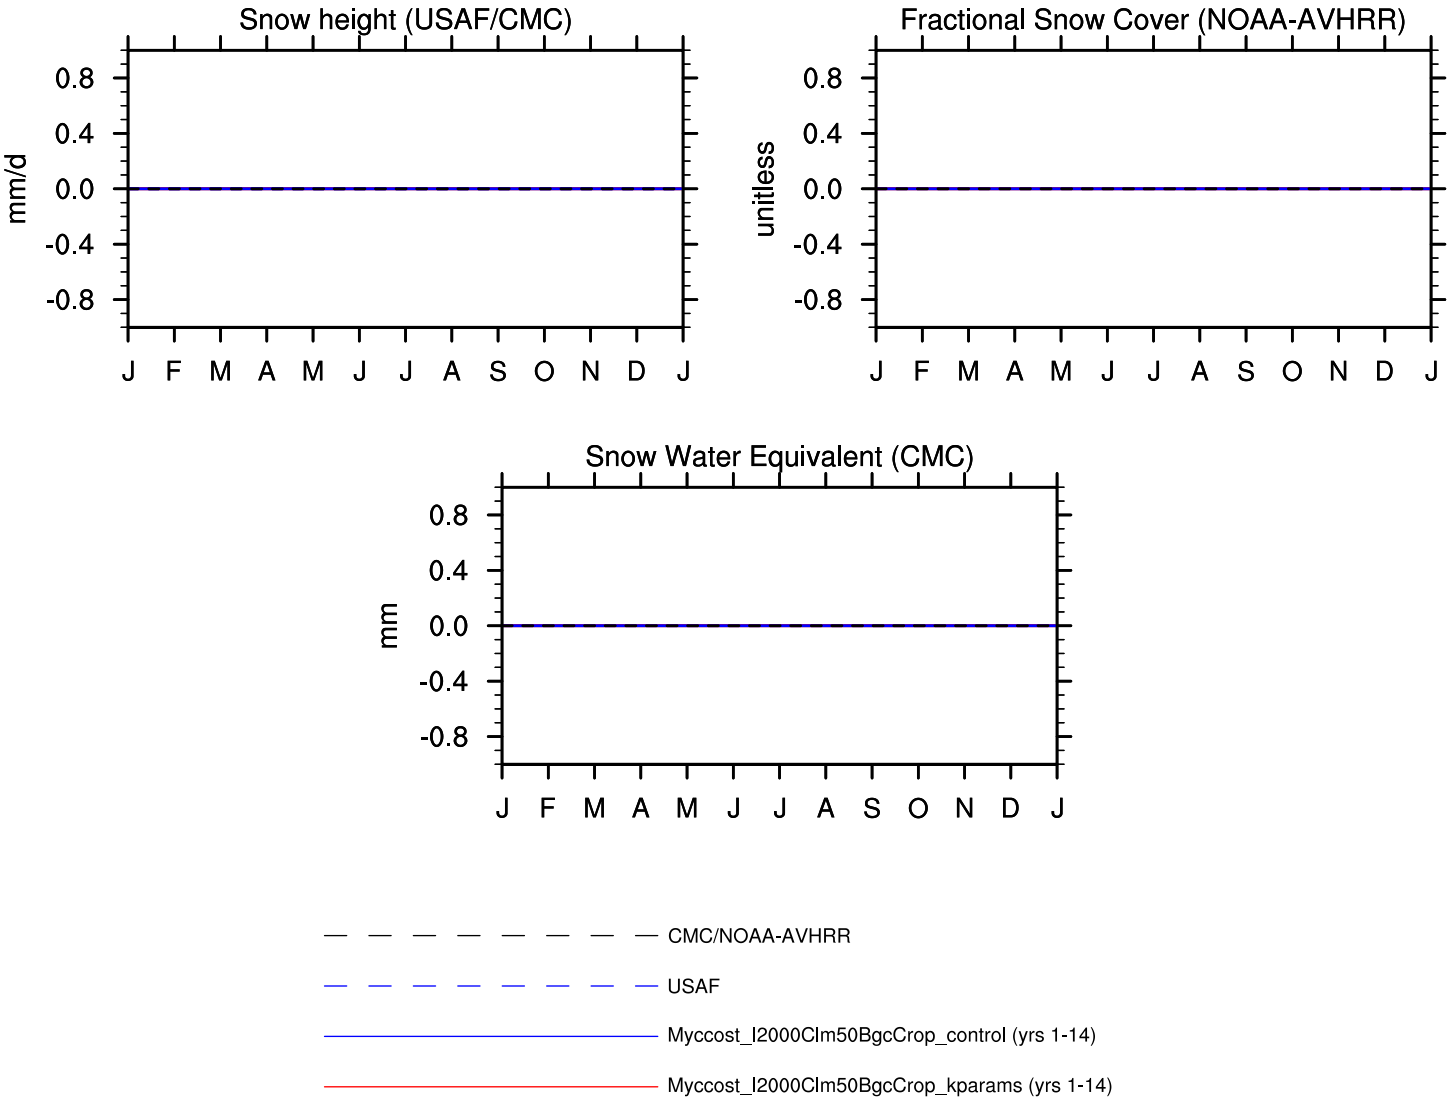 Snow height (USAF/CMC)
0.8
0.4
0.0
-0.4
-0.8
mm/d
J F M A M J J A S O N D J
Fractional Snow Cover (NOAA-AVHRR)
0.8
0.4
0.0
-0.4
-0.8
unitless
J F M A M J J A S O N D J
Snow Water Equivalent (CMC)
0.8
0.4
0.0
-0.4
-0.8
mm
J F M A M J J A S O N D J
CMC/NOAA-AVHRR
USAF
Myccost_I2000Clm50BgcCrop_control (yrs 1-14)
Myccost_I2000Clm50BgcCrop_kparams (yrs 1-14)